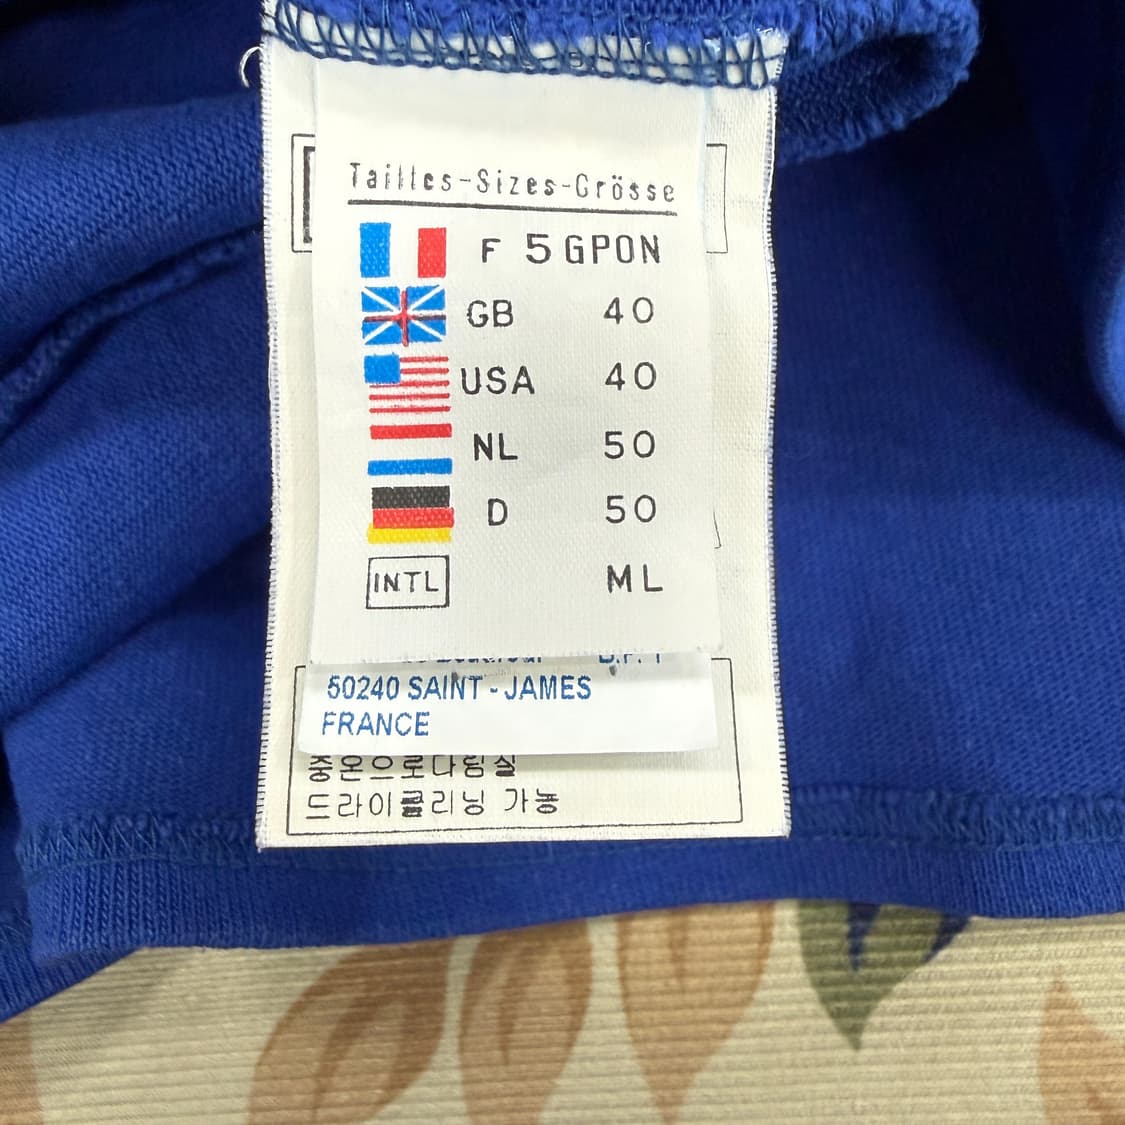 Tailles-Sizes-Grösse
F 5 GPON
GB 40
USA 40
NL 50
D 50
INTL ML
50240 SAINT-JAMES
FRANCE
중온으로다림실
드라이클리닝 가능